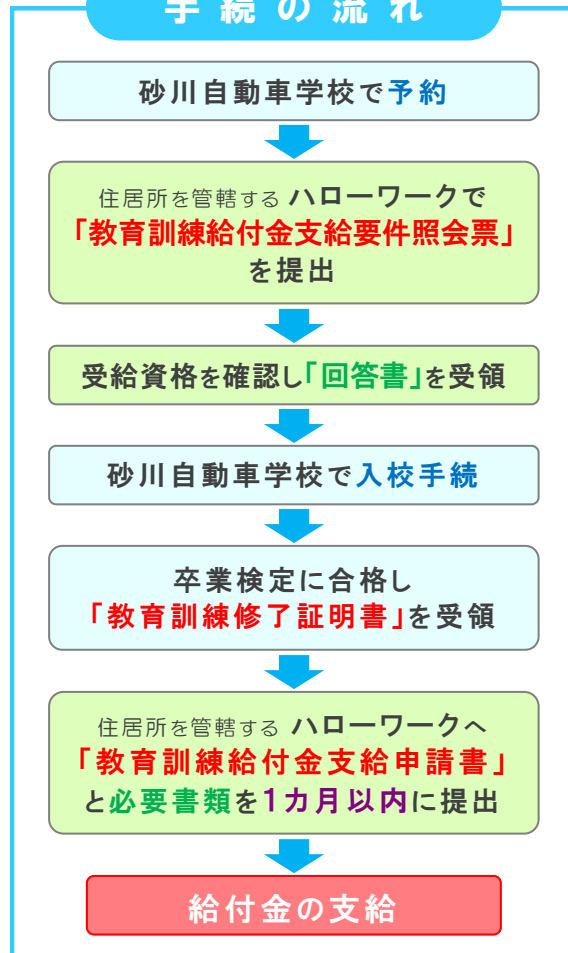 手続の流れ
砂川自動車学校で予約
住居所を管轄する ハローワークで
「教育訓練給付金支給要件照会票」
を提出
受給資格を確認し「回答書」を受領
砂川自動車学校で入校手続
卒業検定に合格し
「教育訓練修了証明書」を受領
住居所を管轄する ハローワークへ
「教育訓練給付金支給申請書」
と必要書類を1カ月以内に提出
給付金の支給